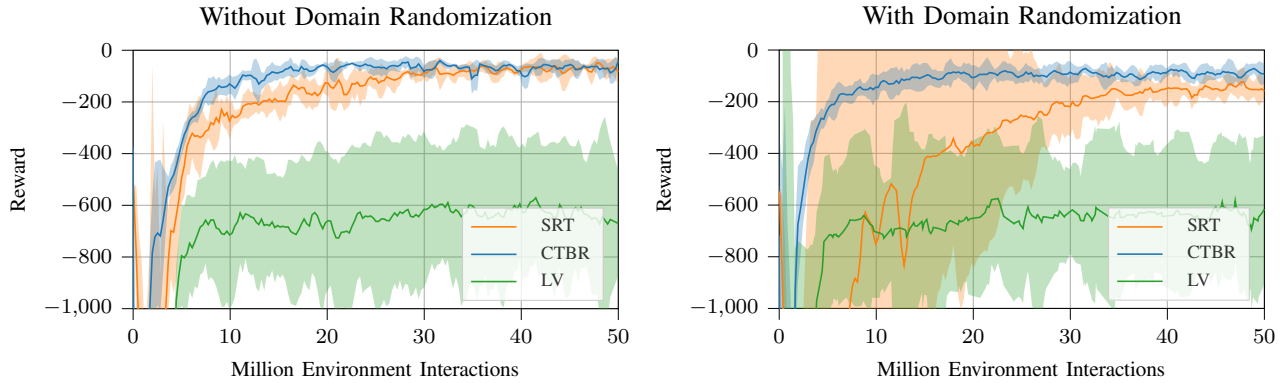 Without Domain Randomization
Reward
0
−200
−400
−600
−800
−1,000
0 10 20 30 40 50
Million Environment Interactions
SRT
CTBR
LV
With Domain Randomization
Reward
0
−200
−400
−600
−800
−1,000
0 10 20 30 40 50
Million Environment Interactions
SRT
CTBR
LV